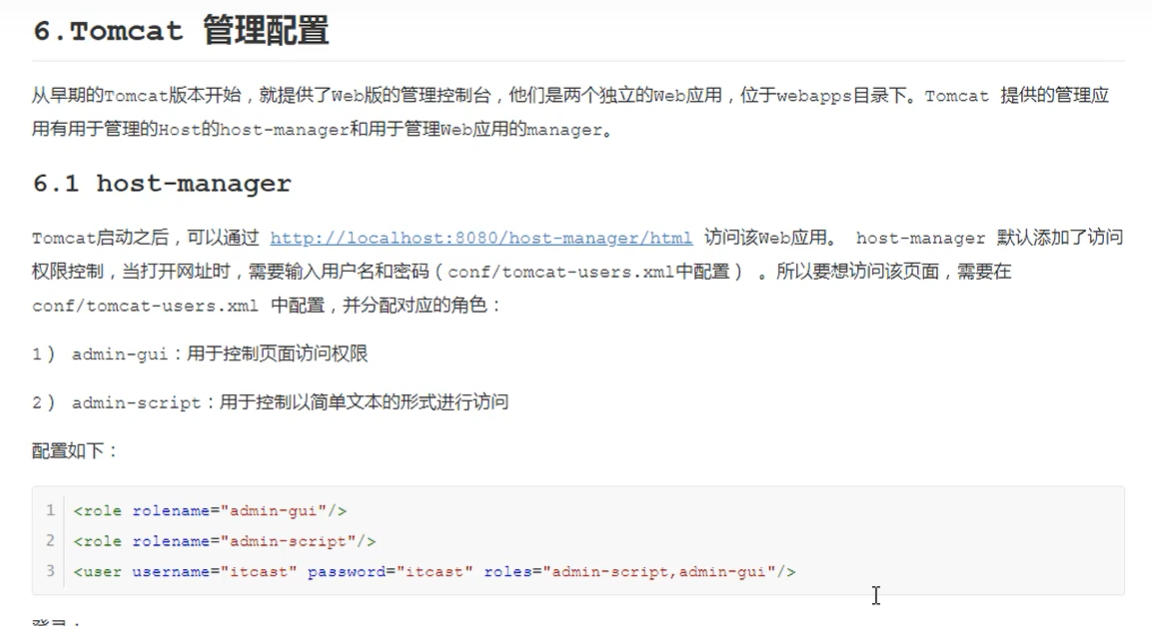 6.Tomcat 管理配置
从早期的Tomcat版本开始，就提供了Web版的管理控制台，他们是两个独立的Web应用，位于webapps目录下。Tomcat 提供的管理应
用有用于管理的Host的host-manager和用于管理Web应用的manager。
6.1 host-manager
Tomcat启动之后，可以通过 http://localhost:8080/host-manager/html 访问该Web应用。 host-manager 默认添加了访问
权限控制，当打开网址时，需要输入用户名和密码（conf/tomcat-users.xml中配置） 。所以要想访问该页面，需要在
conf/tomcat-users.xml 中配置，并分配对应的角色：
1） admin-gui：用于控制页面访问权限
2） admin-script：用于控制以简单文本的形式进行访问
配置如下：
1 <role rolename="admin-gui"/>
2 <role rolename="admin-script"/>
3 <user username="itcast" password="itcast" roles="admin-script,admin-gui"/>
登录：